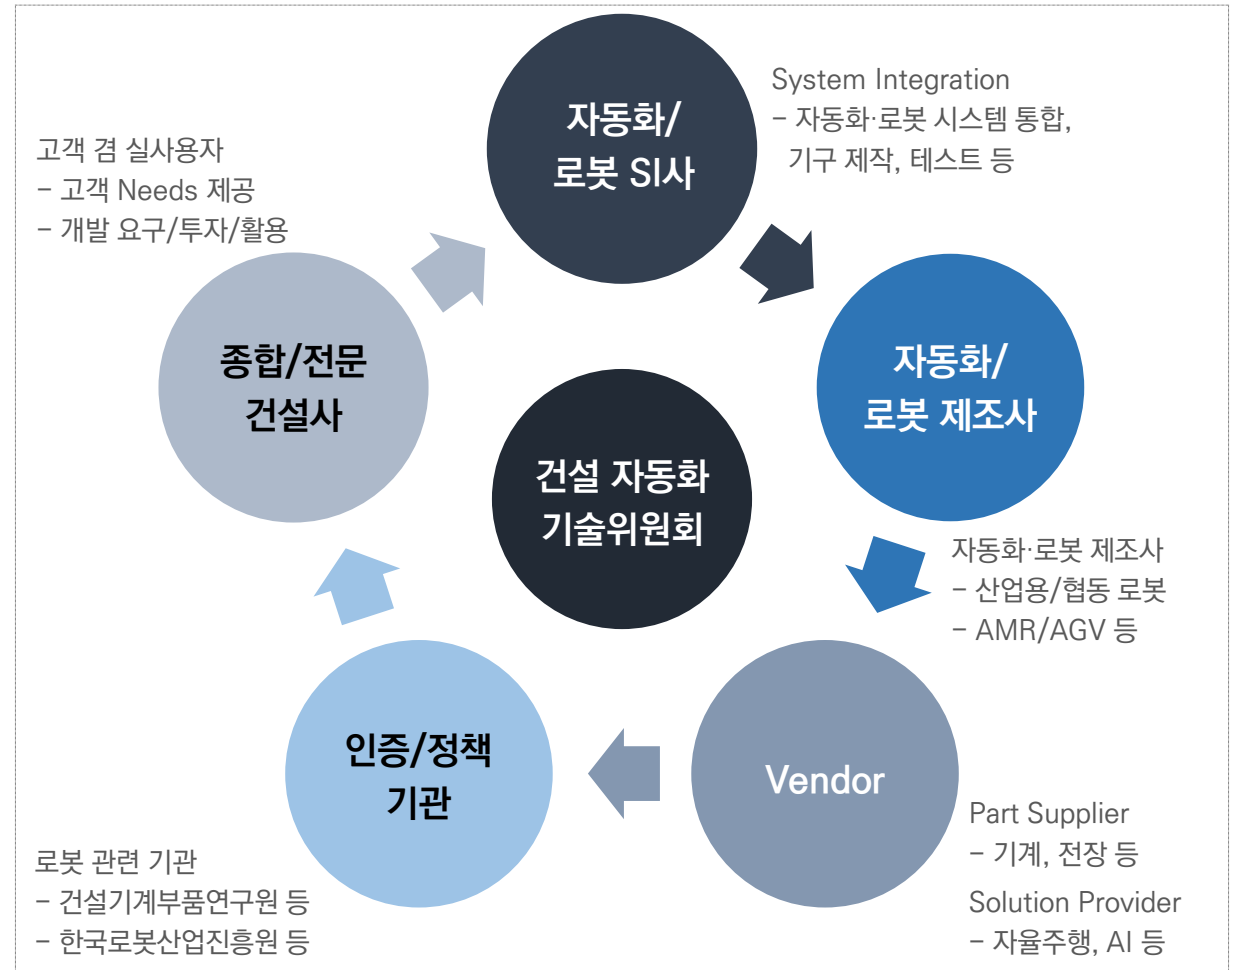 자동화/
로봇 SI사
System Integration
- 자동화·로봇 시스템 통합,
기구 제작, 테스트 등
고객 겸 실사용자
- 고객 Needs 제공
- 개발 요구/투자/활용
종합/전문
건설사
자동화/
로봇 제조사
건설 자동화
기술위원회
자동화·로봇 제조사
- 산업용/협동 로봇
- AMR/AGV 등
인증/정책
기관
Vendor
Part Supplier
- 기계, 전장 등
Solution Provider
- 자율주행, AI 등
로봇 관련 기관
- 건설기계부품연구원 등
- 한국로봇산업진흥원 등